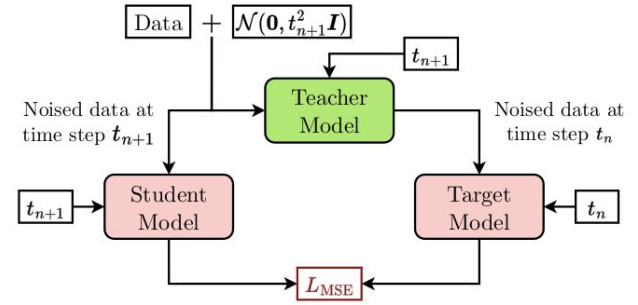 Data + 𝒩(𝟎, t²ₙ₊₁𝑰)
tₙ₊₁
Teacher
Model
Noised data at
time step tₙ₊₁
Noised data at
time step tₙ
tₙ₊₁
Student
Model
Target
Model
tₙ
L_MSE